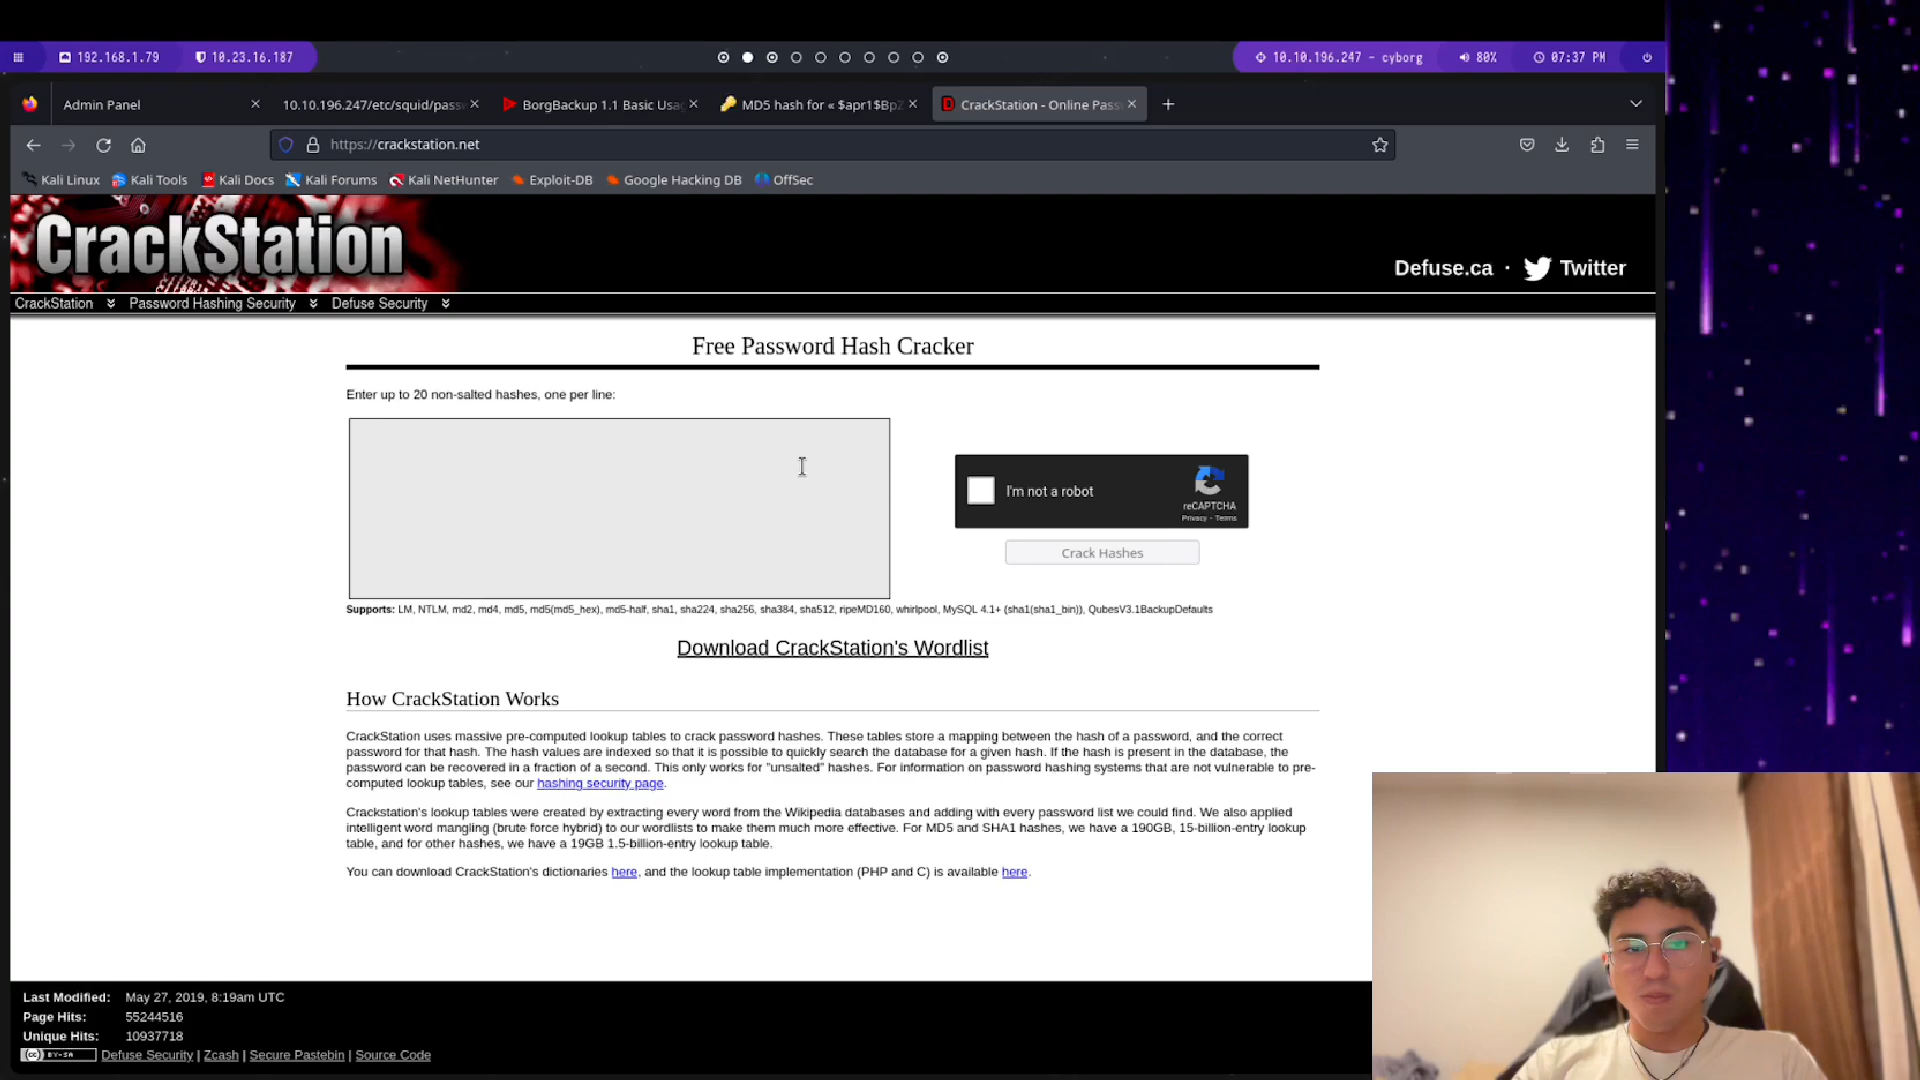 192.168.1.79
10.23.16.187
10.10.196.247 - cyborg
80%
07:37 PM
Admin Panel
10.10.196.247/etc/squid/pass
BorgBackup 1.1 Basic Usa
MD5 hash for « $apr1$BpZ
CrackStation - Online Pass
https://crackstation.net
Kali Linux
Kali Tools
Kali Docs
Kali Forums
Kali NetHunter
Exploit-DB
Google Hacking DB
OffSec
CrackStation
Defuse.ca · Twitter
CrackStation
Password Hashing Security
Defuse Security
Free Password Hash Cracker
Enter up to 20 non-salted hashes, one per line:
I'm not a robot
reCAPTCHA
Privacy - Terms
Crack Hashes
Supports: LM, NTLM, md2, md4, md5, md5(md5_hex), md5-half, sha1, sha224, sha256, sha384, sha512, ripeMD160, whirlpool, MySQL 4.1+ (sha1(sha1_bin)), QubesV3.1BackupDefaults
Download CrackStation's Wordlist
How CrackStation Works
CrackStation uses massive pre-computed lookup tables to crack password hashes. These tables store a mapping between the hash of a password, and the correct
password for that hash. The hash values are indexed so that it is possible to quickly search the database for a given hash. If the hash is present in the database, the
password can be recovered in a fraction of a second. This only works for "unsalted" hashes. For information on password hashing systems that are not vulnerable to pre-
computed lookup tables, see our hashing security page.
Crackstation's lookup tables were created by extracting every word from the Wikipedia databases and adding with every password list we could find. We also applied
intelligent word mangling (brute force hybrid) to our wordlists to make them much more effective. For MD5 and SHA1 hashes, we have a 190GB, 15-billion-entry lookup
table, and for other hashes, we have a 19GB 1.5-billion-entry lookup table.
You can download CrackStation's dictionaries here, and the lookup table implementation (PHP and C) is available here.
Last Modified: May 27, 2019, 8:19am UTC
Page Hits: 55244516
Unique Hits: 10937718
cc BY-SA Defuse Security | Zcash | Secure Pastebin | Source Code